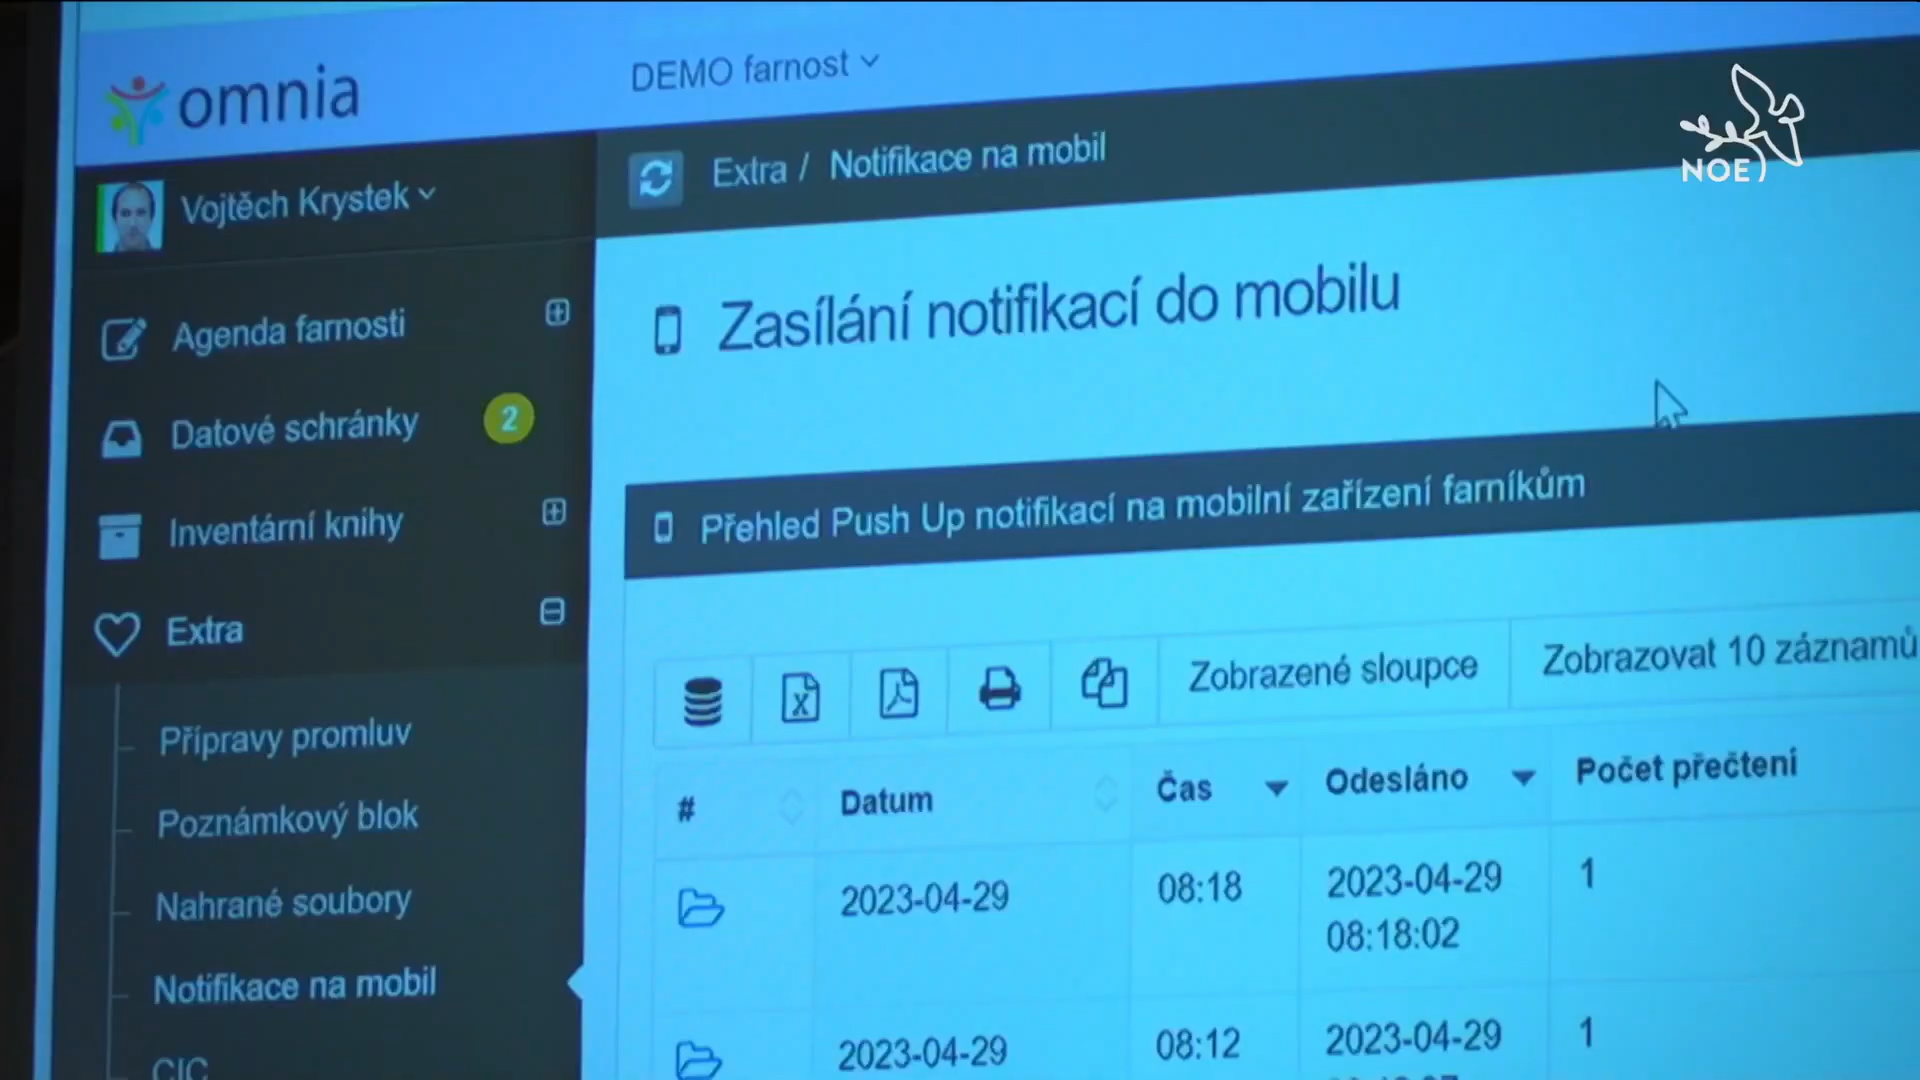 omnia
DEMO farnost
NOE
Vojtěch Krystek
Extra / Notifikace na mobil
Agenda farnosti
Zasílání notifikací do mobilu
Datové schránky 2
Inventární knihy
Přehled Push Up notifikací na mobilní zařízení farníkům
Extra
Zobrazené sloupce
Zobrazovat 10 záznamů
Přípravy promluv
Poznámkový blok
Nahrané soubory
Notifikace na mobil
CIC
# Datum Čas Odesláno Počet přečtení
2023-04-29 08:18 2023-04-29 1
08:18:02
2023-04-29 08:12 2023-04-29 1